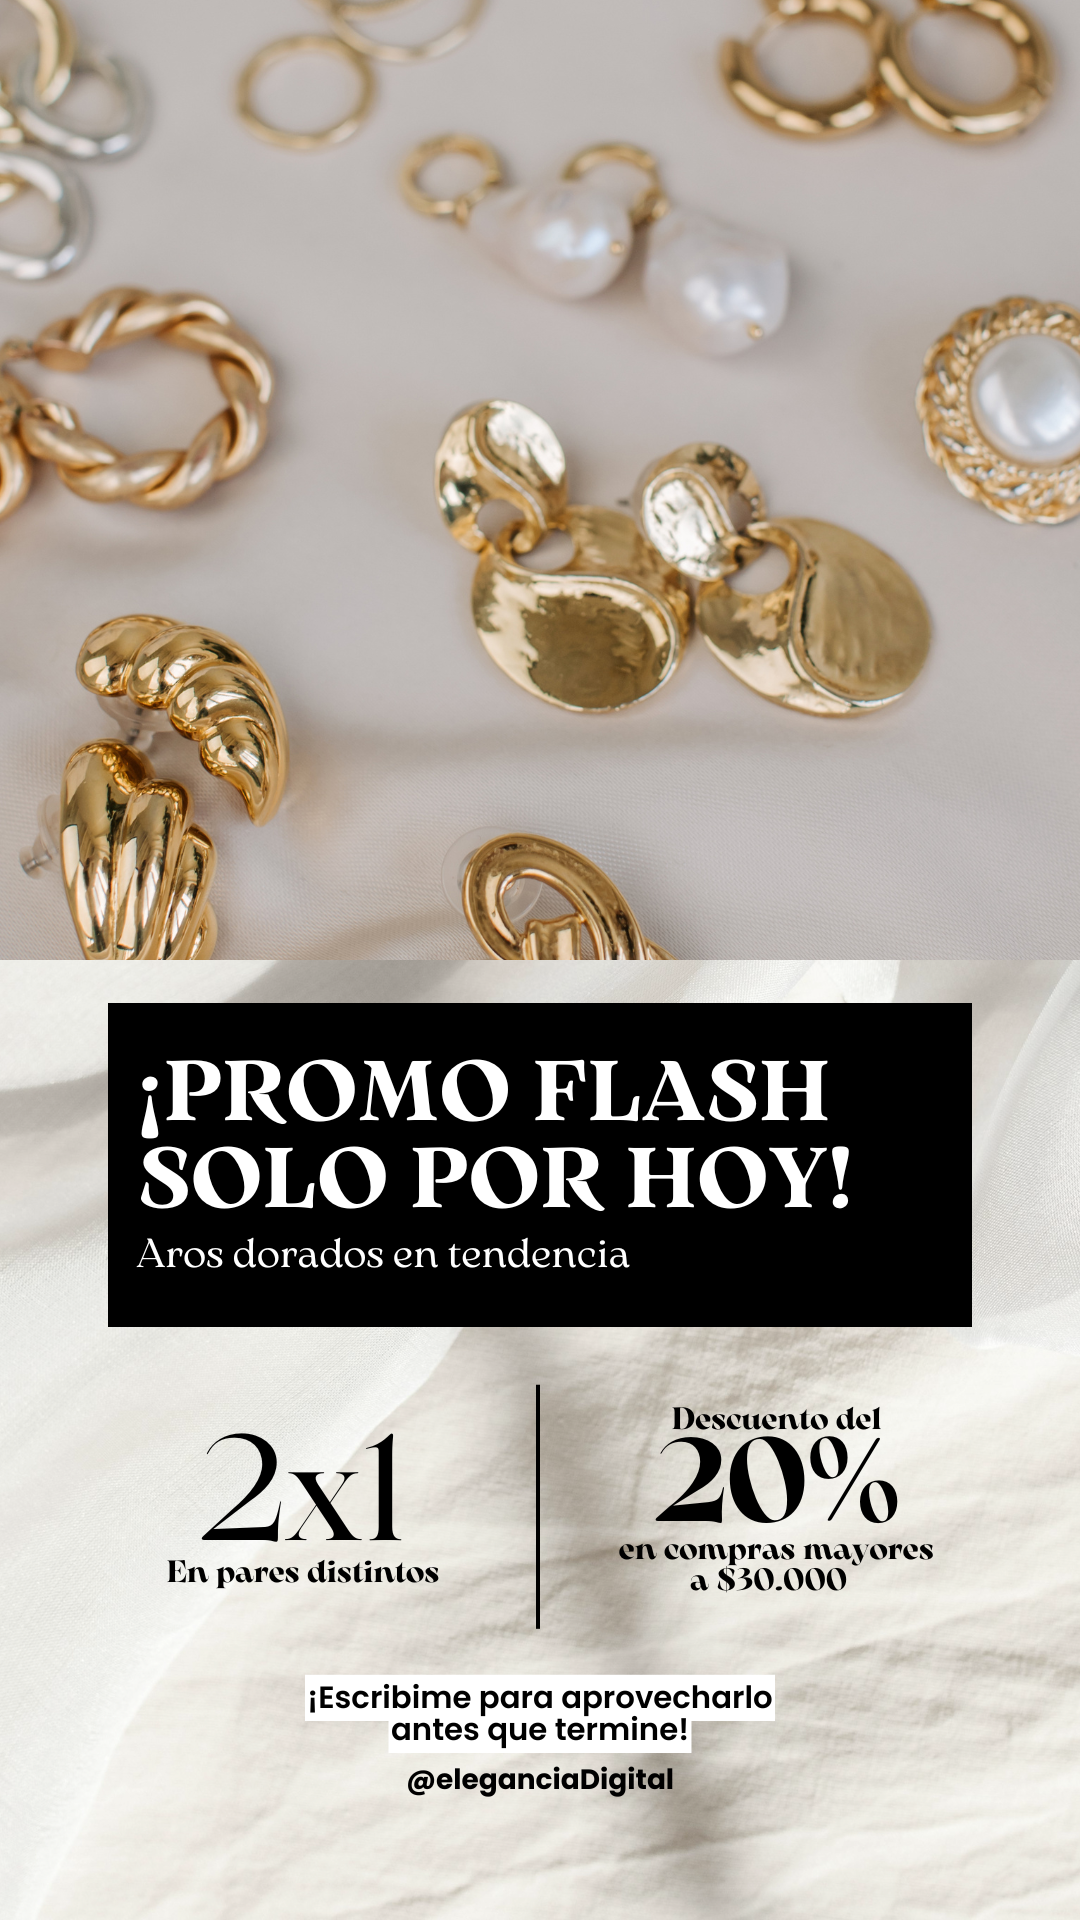 ¡PROMO FLASH
SOLO POR HOY!
Aros dorados en tendencia
2x1
En pares distintos
Descuento del
20%
en compras mayores
a $30.000
¡Escribime para aprovecharlo
antes que termine!
@eleganciaDigital